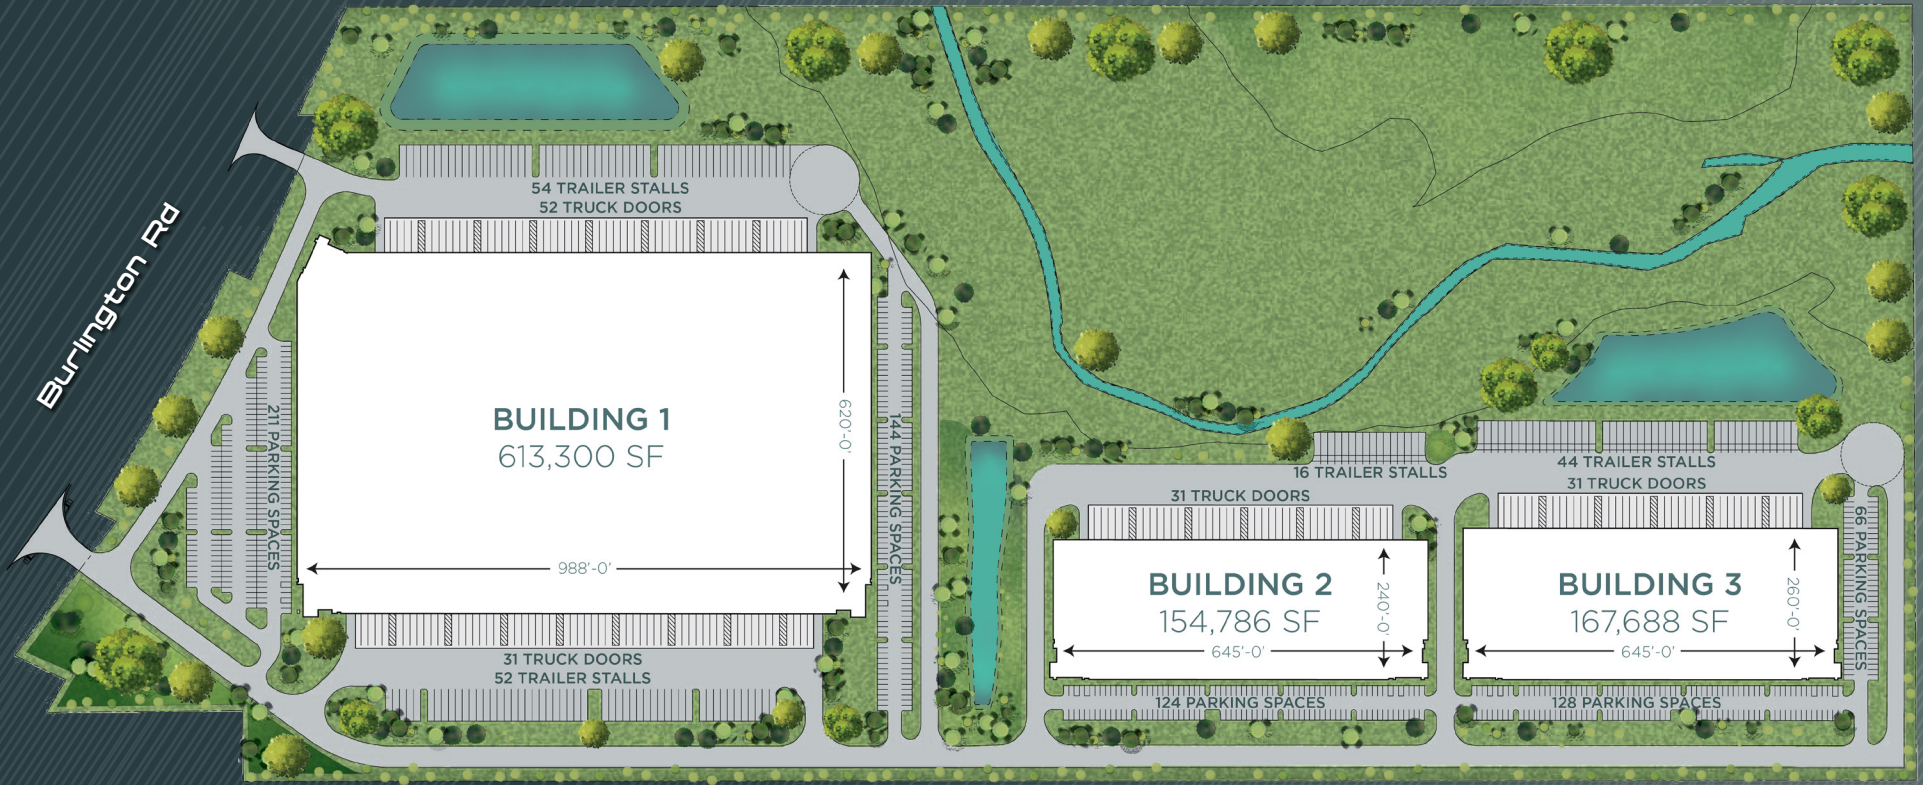 Burlington Rd
54 TRAILER STALLS
52 TRUCK DOORS
BUILDING 1
613,300 SF
620'-0'
988'-0'
211 PARKING SPACES
144 PARKING SPACES
31 TRUCK DOORS
52 TRAILER STALLS
16 TRAILER STALLS
31 TRUCK DOORS
BUILDING 2
154,786 SF
240'-0'
645'-0'
124 PARKING SPACES
44 TRAILER STALLS
31 TRUCK DOORS
BUILDING 3
167,688 SF
260'-0'
645'-0'
66 PARKING SPACES
128 PARKING SPACES